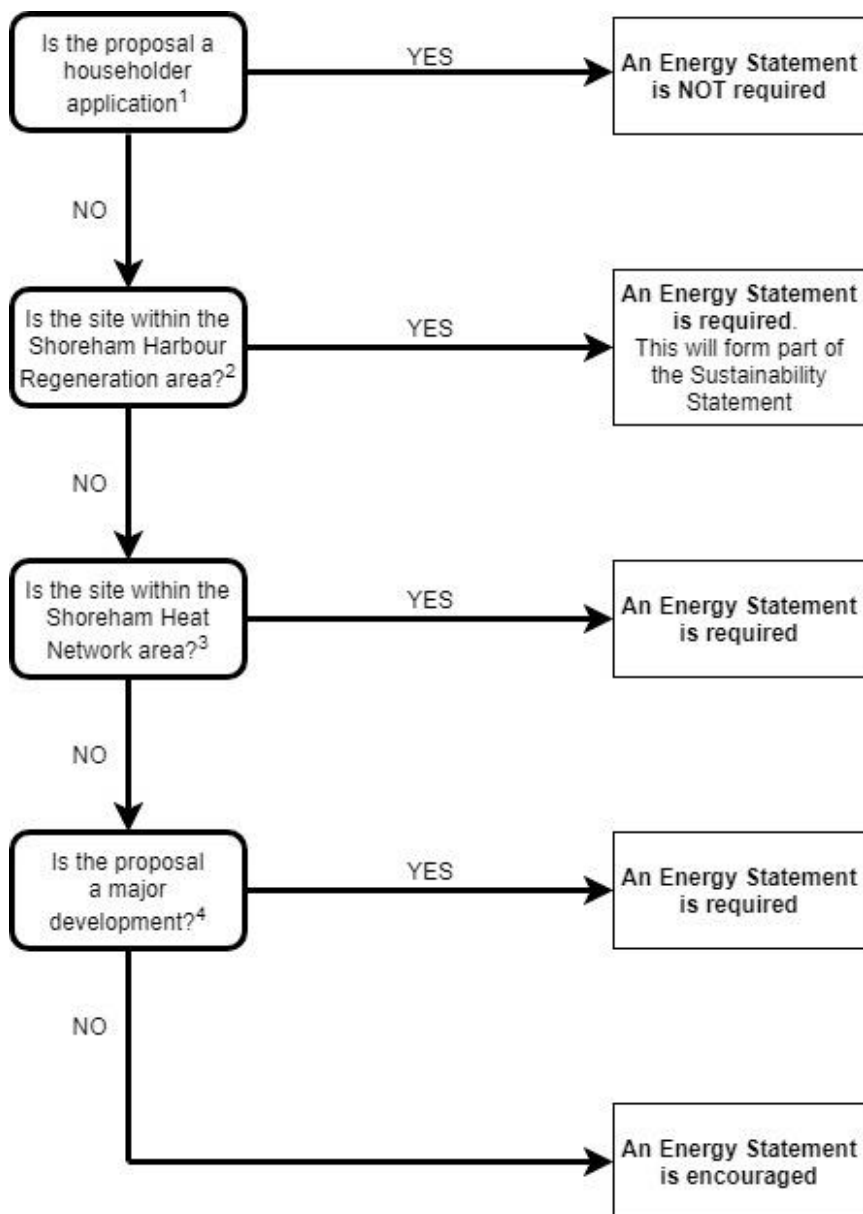 Is the proposal a
householder
application¹
YES
An Energy Statement
is NOT required
NO
Is the site within the
Shoreham Harbour
Regeneration area?²
YES
An Energy Statement
is required.
This will form part of
the Sustainability
Statement
NO
Is the site within the
Shoreham Heat
Network area?³
YES
An Energy Statement
is required
NO
Is the proposal
a major
development?⁴
YES
An Energy Statement
is required
NO
An Energy Statement
is encouraged